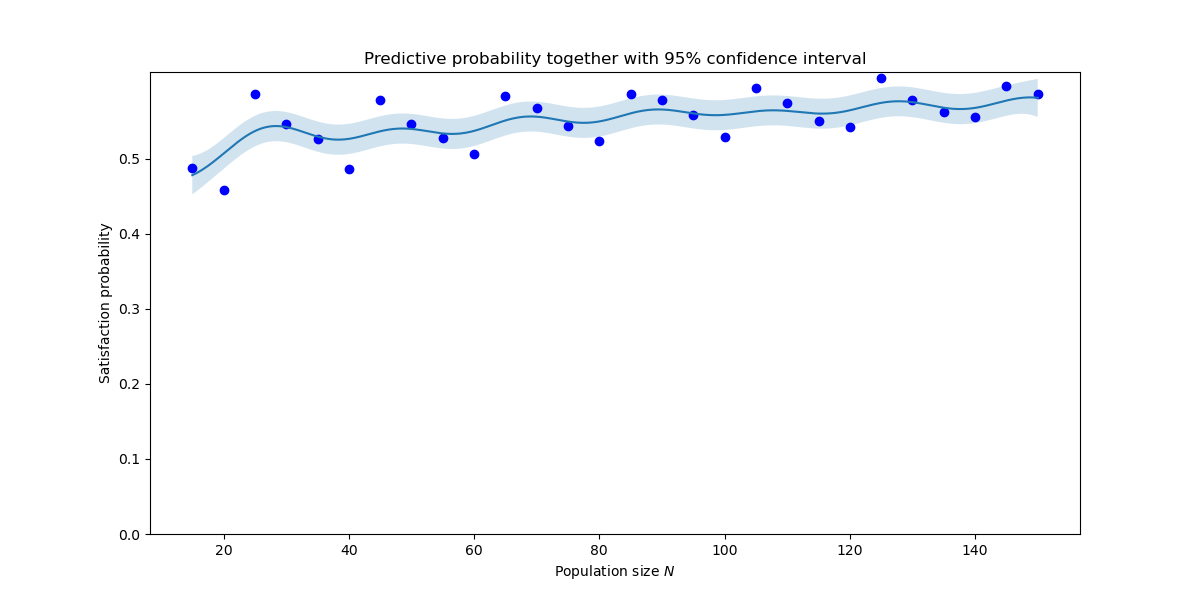 Predictive probability together with 95% confidence interval
Satisfaction probability
0.5
0.4
0.3
0.2
0.1
0.0
20 40 60 80 100 120 140
Population size N